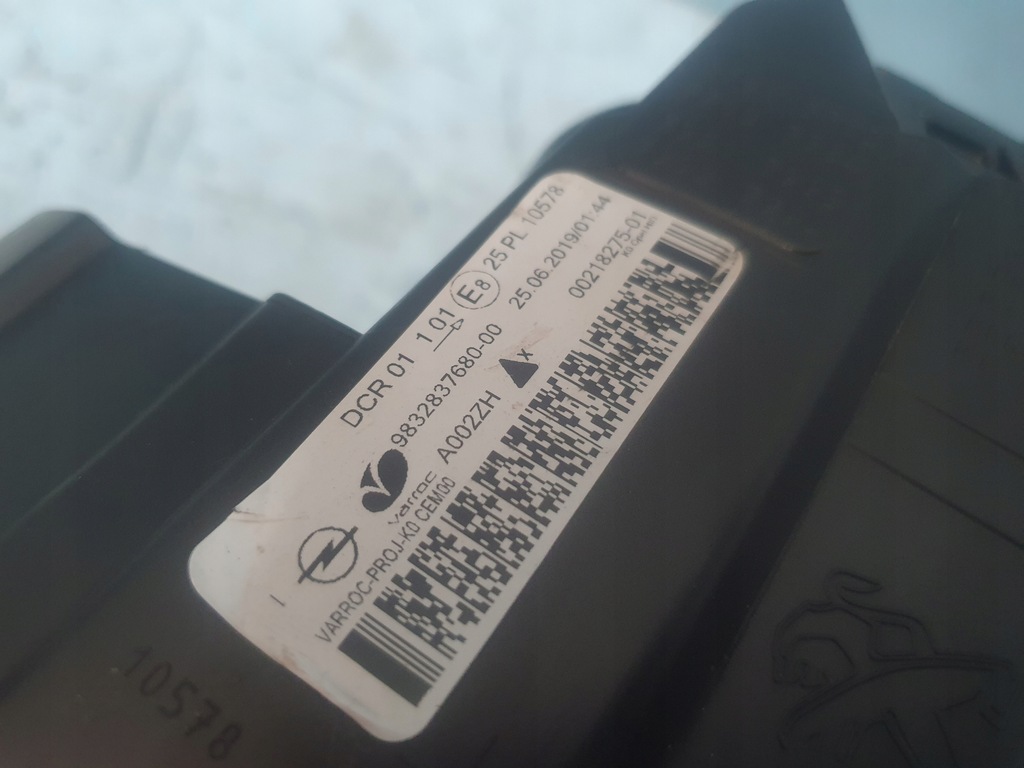 DCR 01 1 01 E8 25 PL 10578
9832837680-00 25.06.2019/01:44
varroc A002ZH X 00218275-01
I VARROC-PROJ-K0 CEM00
10578